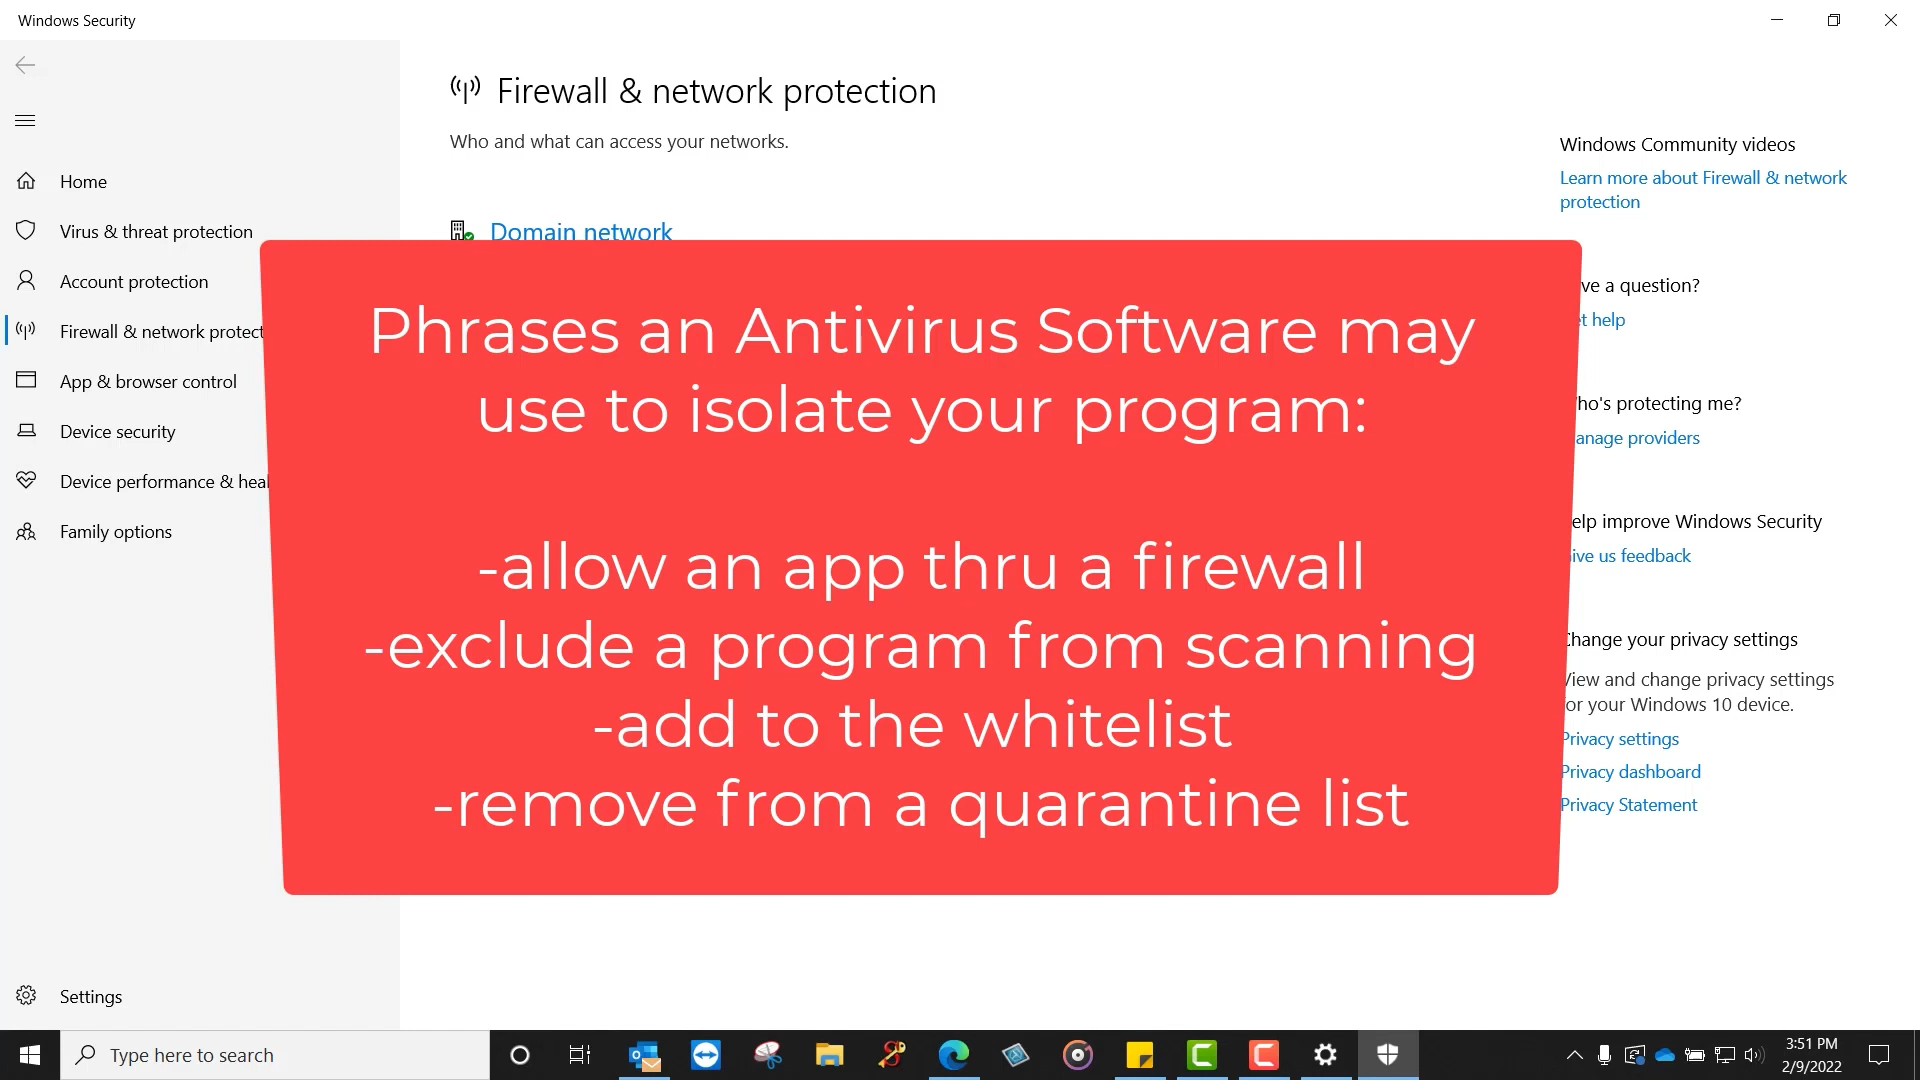 Windows Security
Firewall & network protection
Who and what can access your networks.
Home
Virus & threat protection
Account protection
Firewall & network protect
App & browser control
Device security
Device performance & heal
Family options
Settings
Domain network
Phrases an Antivirus Software may
use to isolate your program:
-allow an app thru a firewall
-exclude a program from scanning
-add to the whitelist
-remove from a quarantine list
Windows Community videos
Learn more about Firewall & network
protection
ve a question?
et help
ho's protecting me?
anage providers
elp improve Windows Security
ive us feedback
Change your privacy settings
View and change privacy settings
for your Windows 10 device.
Privacy settings
Privacy dashboard
Privacy Statement
Type here to search
3:51 PM
2/9/2022